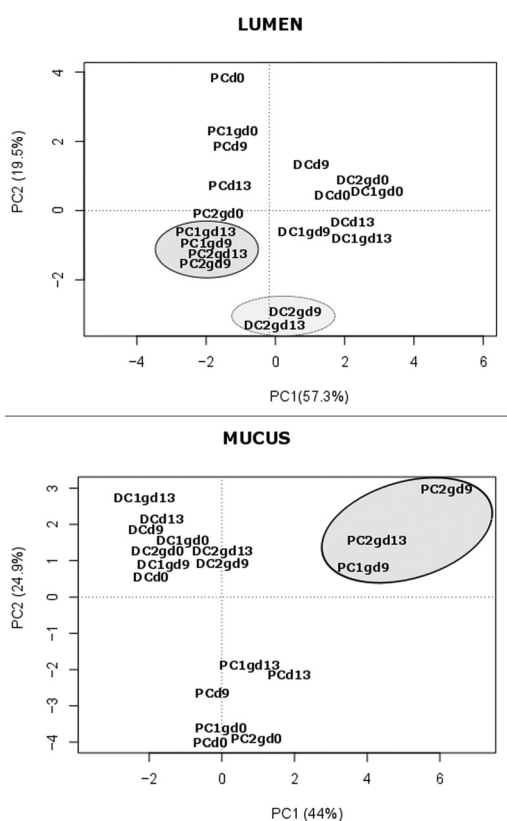 LUMEN
PC2 (19.5%)
4
2
0
−2
PCd0
PC1gd0
PCd9
PCd13
PC2gd0
PC1gd13
PC1gd9
PC2gd13
PC2gd9
DCd9
DC2gd0
DCd0
DC1gd0
DCd13
DC1gd9
DC1gd13
DC2gd9
DC2gd13
−4 −2 0 2 4 6
PC1(57.3%)
MUCUS
PC2 (24.9%)
3
2
1
0
−1
−2
−3
−4
DC1gd13
DCd13
DCd9
DC1gd0
DC2gd0 DC2gd13
DC1gd9 DC2gd9
DCd0
PC2gd9
PC2gd13
PC1gd9
PC1gd13
PCd13
PCd9
PC1gd0
PCd0 PC2gd0
−2 0 2 4 6
PC1 (44%)